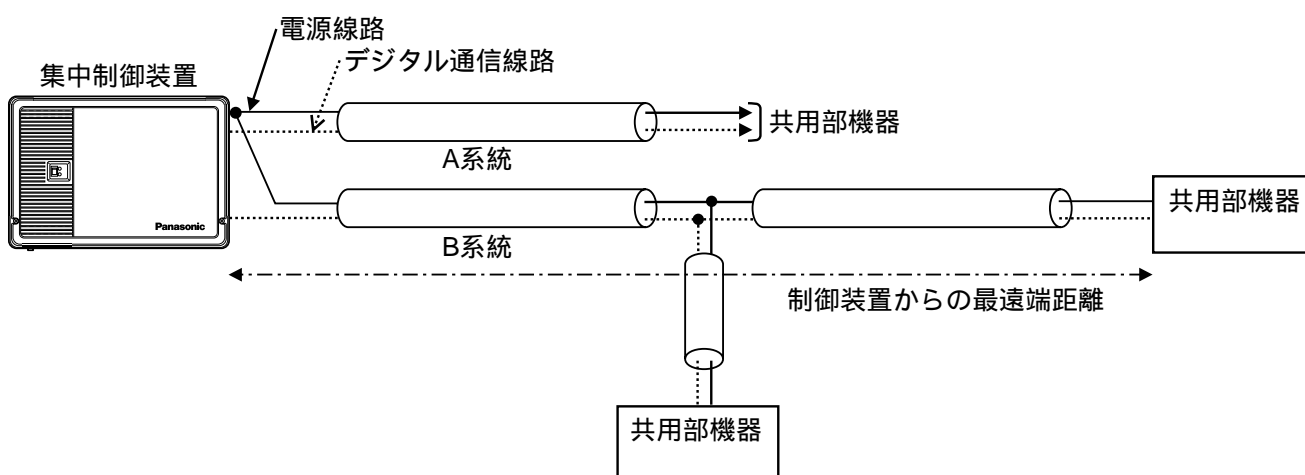 電源線路
デジタル通信線路
集中制御装置
共用部機器
A系統
Panasonic
共用部機器
B系統
制御装置からの最遠端距離
共用部機器